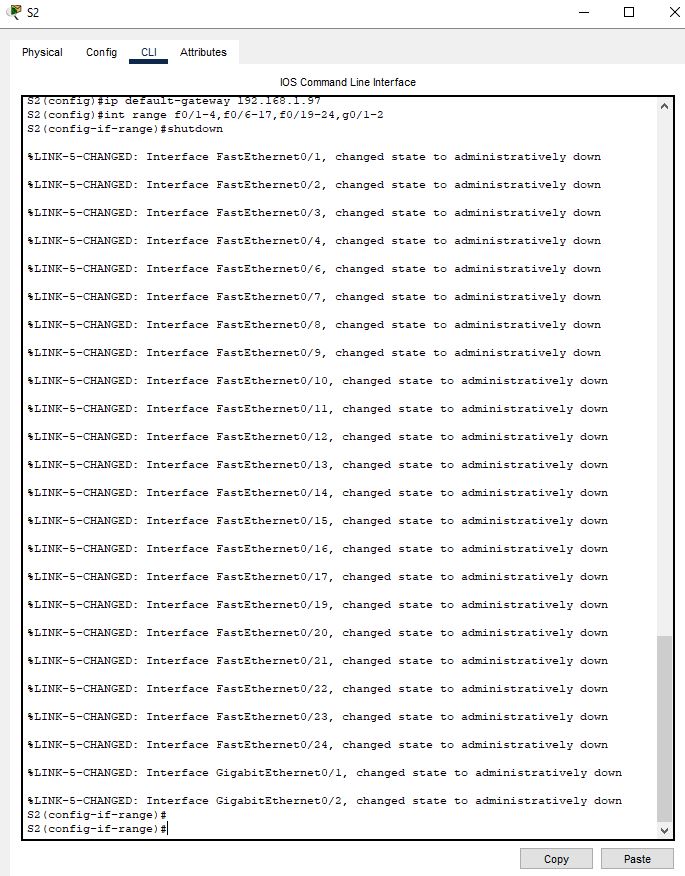 S2
Physical Config CLI Attributes
IOS Command Line Interface
S2(config)#ip default-gateway 192.168.1.97
S2(config)#int range f0/1-4,f0/6-17,f0/19-24,g0/1-2
S2(config-if-range)#shutdown
%LINK-5-CHANGED: Interface FastEthernet0/1, changed state to administratively down
%LINK-5-CHANGED: Interface FastEthernet0/2, changed state to administratively down
%LINK-5-CHANGED: Interface FastEthernet0/3, changed state to administratively down
%LINK-5-CHANGED: Interface FastEthernet0/4, changed state to administratively down
%LINK-5-CHANGED: Interface FastEthernet0/6, changed state to administratively down
%LINK-5-CHANGED: Interface FastEthernet0/7, changed state to administratively down
%LINK-5-CHANGED: Interface FastEthernet0/8, changed state to administratively down
%LINK-5-CHANGED: Interface FastEthernet0/9, changed state to administratively down
%LINK-5-CHANGED: Interface FastEthernet0/10, changed state to administratively down
%LINK-5-CHANGED: Interface FastEthernet0/11, changed state to administratively down
%LINK-5-CHANGED: Interface FastEthernet0/12, changed state to administratively down
%LINK-5-CHANGED: Interface FastEthernet0/13, changed state to administratively down
%LINK-5-CHANGED: Interface FastEthernet0/14, changed state to administratively down
%LINK-5-CHANGED: Interface FastEthernet0/15, changed state to administratively down
%LINK-5-CHANGED: Interface FastEthernet0/16, changed state to administratively down
%LINK-5-CHANGED: Interface FastEthernet0/17, changed state to administratively down
%LINK-5-CHANGED: Interface FastEthernet0/19, changed state to administratively down
%LINK-5-CHANGED: Interface FastEthernet0/20, changed state to administratively down
%LINK-5-CHANGED: Interface FastEthernet0/21, changed state to administratively down
%LINK-5-CHANGED: Interface FastEthernet0/22, changed state to administratively down
%LINK-5-CHANGED: Interface FastEthernet0/23, changed state to administratively down
%LINK-5-CHANGED: Interface FastEthernet0/24, changed state to administratively down
%LINK-5-CHANGED: Interface GigabitEthernet0/1, changed state to administratively down
%LINK-5-CHANGED: Interface GigabitEthernet0/2, changed state to administratively down
S2(config-if-range)#
S2(config-if-range)#
Copy Paste